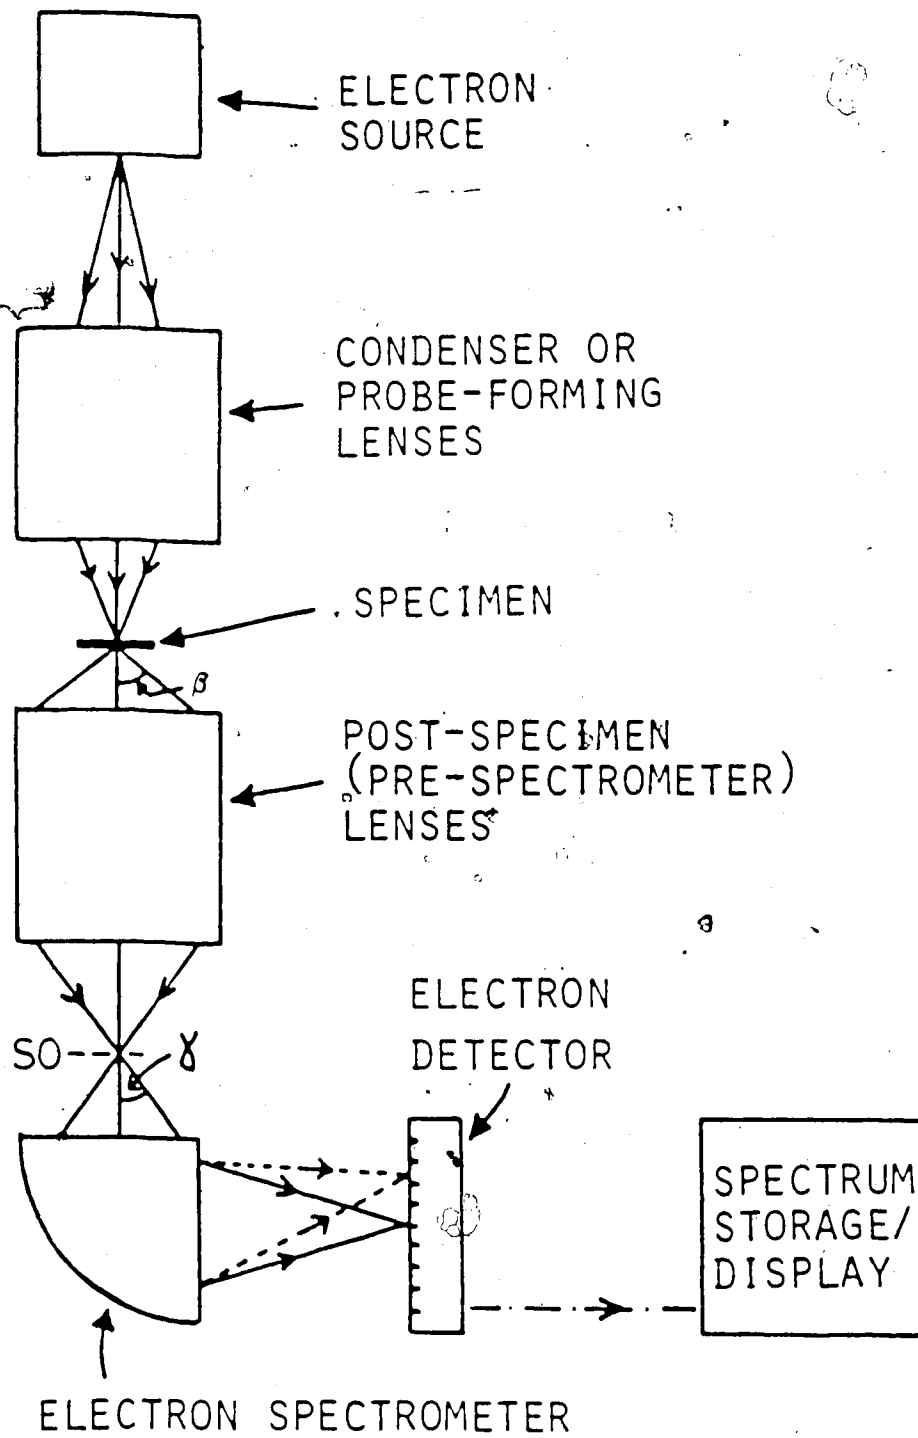 ELECTRON
SOURCE
CONDENSER OR
PROBE-FORMING
LENSES
SPECIMEN
β
POST-SPECIMEN
(PRE-SPECTROMETER)
LENSES
SO
γ
ELECTRON
DETECTOR
SPECTRUM
STORAGE/
DISPLAY
ELECTRON SPECTROMETER